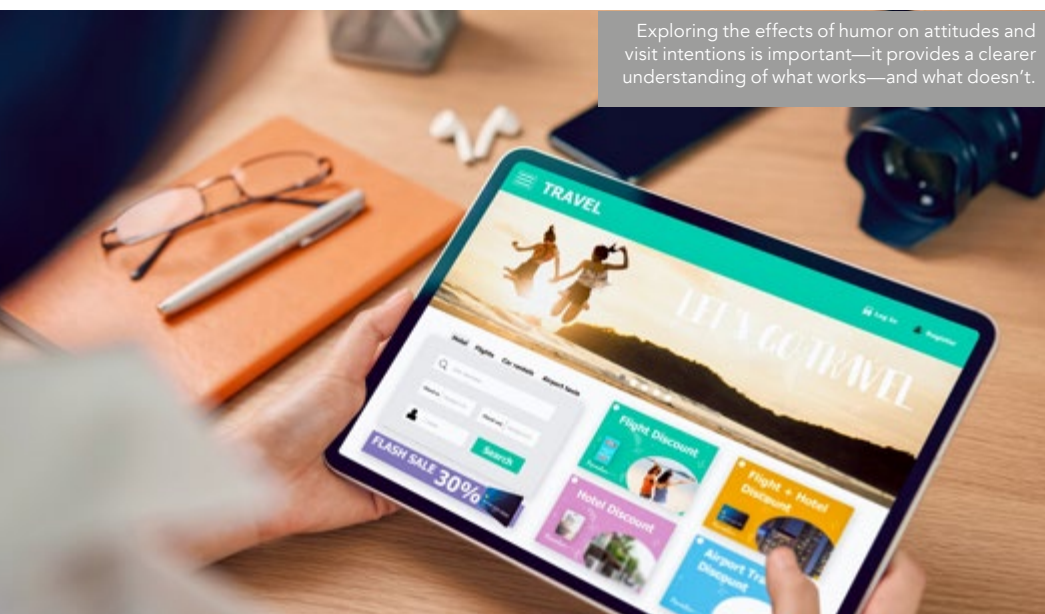 Exploring the effects of humor on attitudes and
visit intentions is important—it provides a clearer
understanding of what works—and what doesn't.
TRAVEL
Log In
Register
LET'S GO TRAVEL
Hotel Flights Car rentals Airport taxis
Search
FLASH SALE 30%
Flight Discount
Flight + Hotel
Discount
Hotel Discount
Airport
Discount